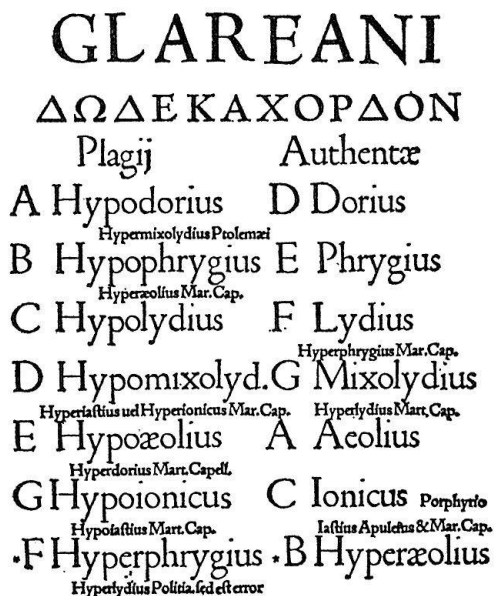 GLAREANI
ΔΩΔΕΚΑΧΟΡΔΟΝ
Plagij Authentæ
A Hypodorius D Dorius
Hypermixolydius Ptolemæi
B Hypophrygius E Phrygius
Hyperæolius Mar. Cap.
C Hypolydius F Lydius
Hyperphrygius Mar. Cap.
D Hypomixolyd. G Mixolydius
Hyperiastius uel Hyperionicus Mar. Cap. Hyperlydius Mart. Cap.
E Hypoæolius A Aeolius
Hyperdorius Mart. Capell.
G Hypoionicus C Ionicus Porphyrio
Hypoiastius Mart. Cap. Iastius Apuleius & Mar. Cap.
*F Hyperphrygius *B Hyperæolius
Hyperlydius Politia. sed est error